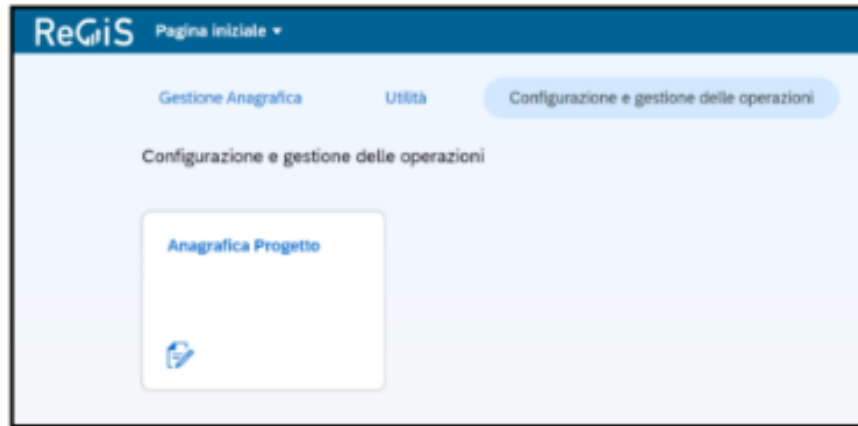 ReGiS Pagina iniziale
Gestione Anagrafica Utilità Configurazione e gestione delle operazioni
Configurazione e gestione delle operazioni
Anagrafica Progetto